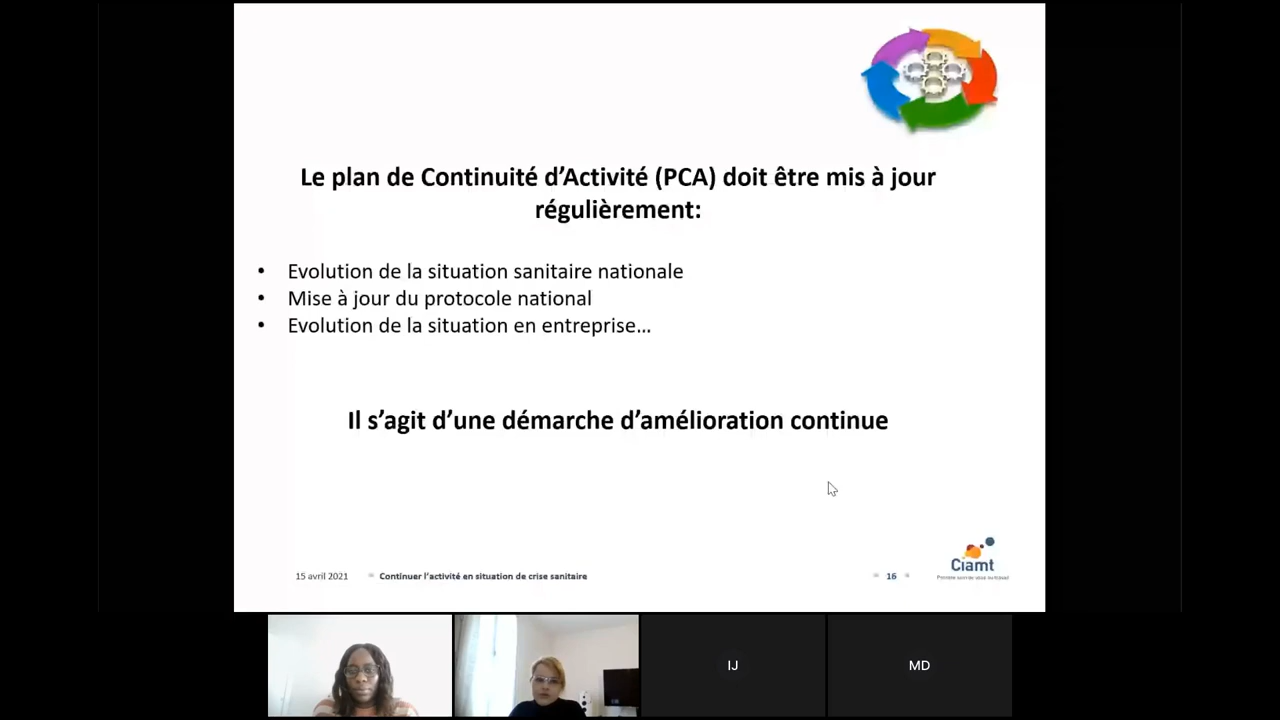 Le plan de Continuité d’Activité (PCA) doit être mis à jour
régulièrement:
• Evolution de la situation sanitaire nationale
• Mise à jour du protocole national
• Evolution de la situation en entreprise…
Il s’agit d’une démarche d’amélioration continue
15 avril 2021
Continuer l’activité en situation de crise sanitaire
16
Ciamt
IJ
MD